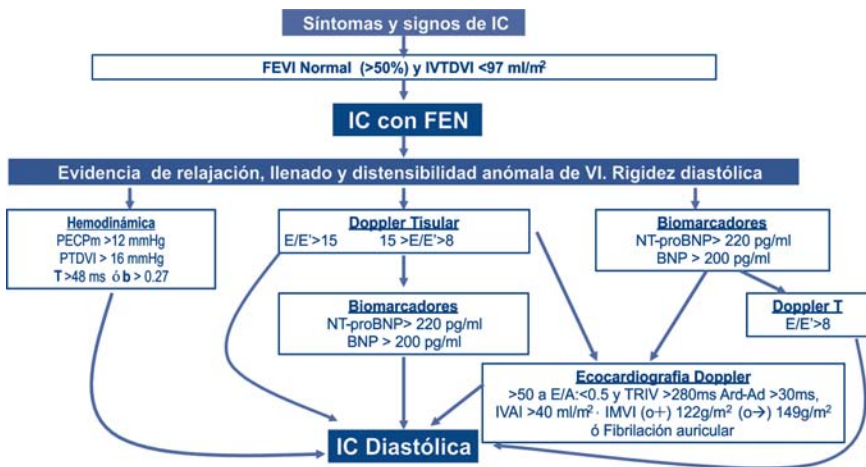 Síntomas y signos de IC
FEVI Normal (>50%) y IVTDVI <97 ml/m²
IC con FEN
Evidencia de relajación, llenado y distensibilidad anómala de VI. Rigidez diastólica
Hemodinámica
PECPm >12 mmHg
PTDVI > 16 mmHg
T >48 ms ó b > 0.27
Doppler Tisular
E/E'>15 15 >E/E'>8
Biomarcadores
NT-proBNP> 220 pg/ml
BNP > 200 pg/ml
Biomarcadores
NT-proBNP> 220 pg/ml
BNP > 200 pg/ml
Doppler T
E/E'>8
Ecocardiografia Doppler
>50 a E/A:<0.5 y TRIV >280ms Ard-Ad >30ms,
IVAI >40 ml/m² · IMVI (o+) 122g/m² (o→) 149g/m²
ó Fibrilación auricular
IC Diastólica